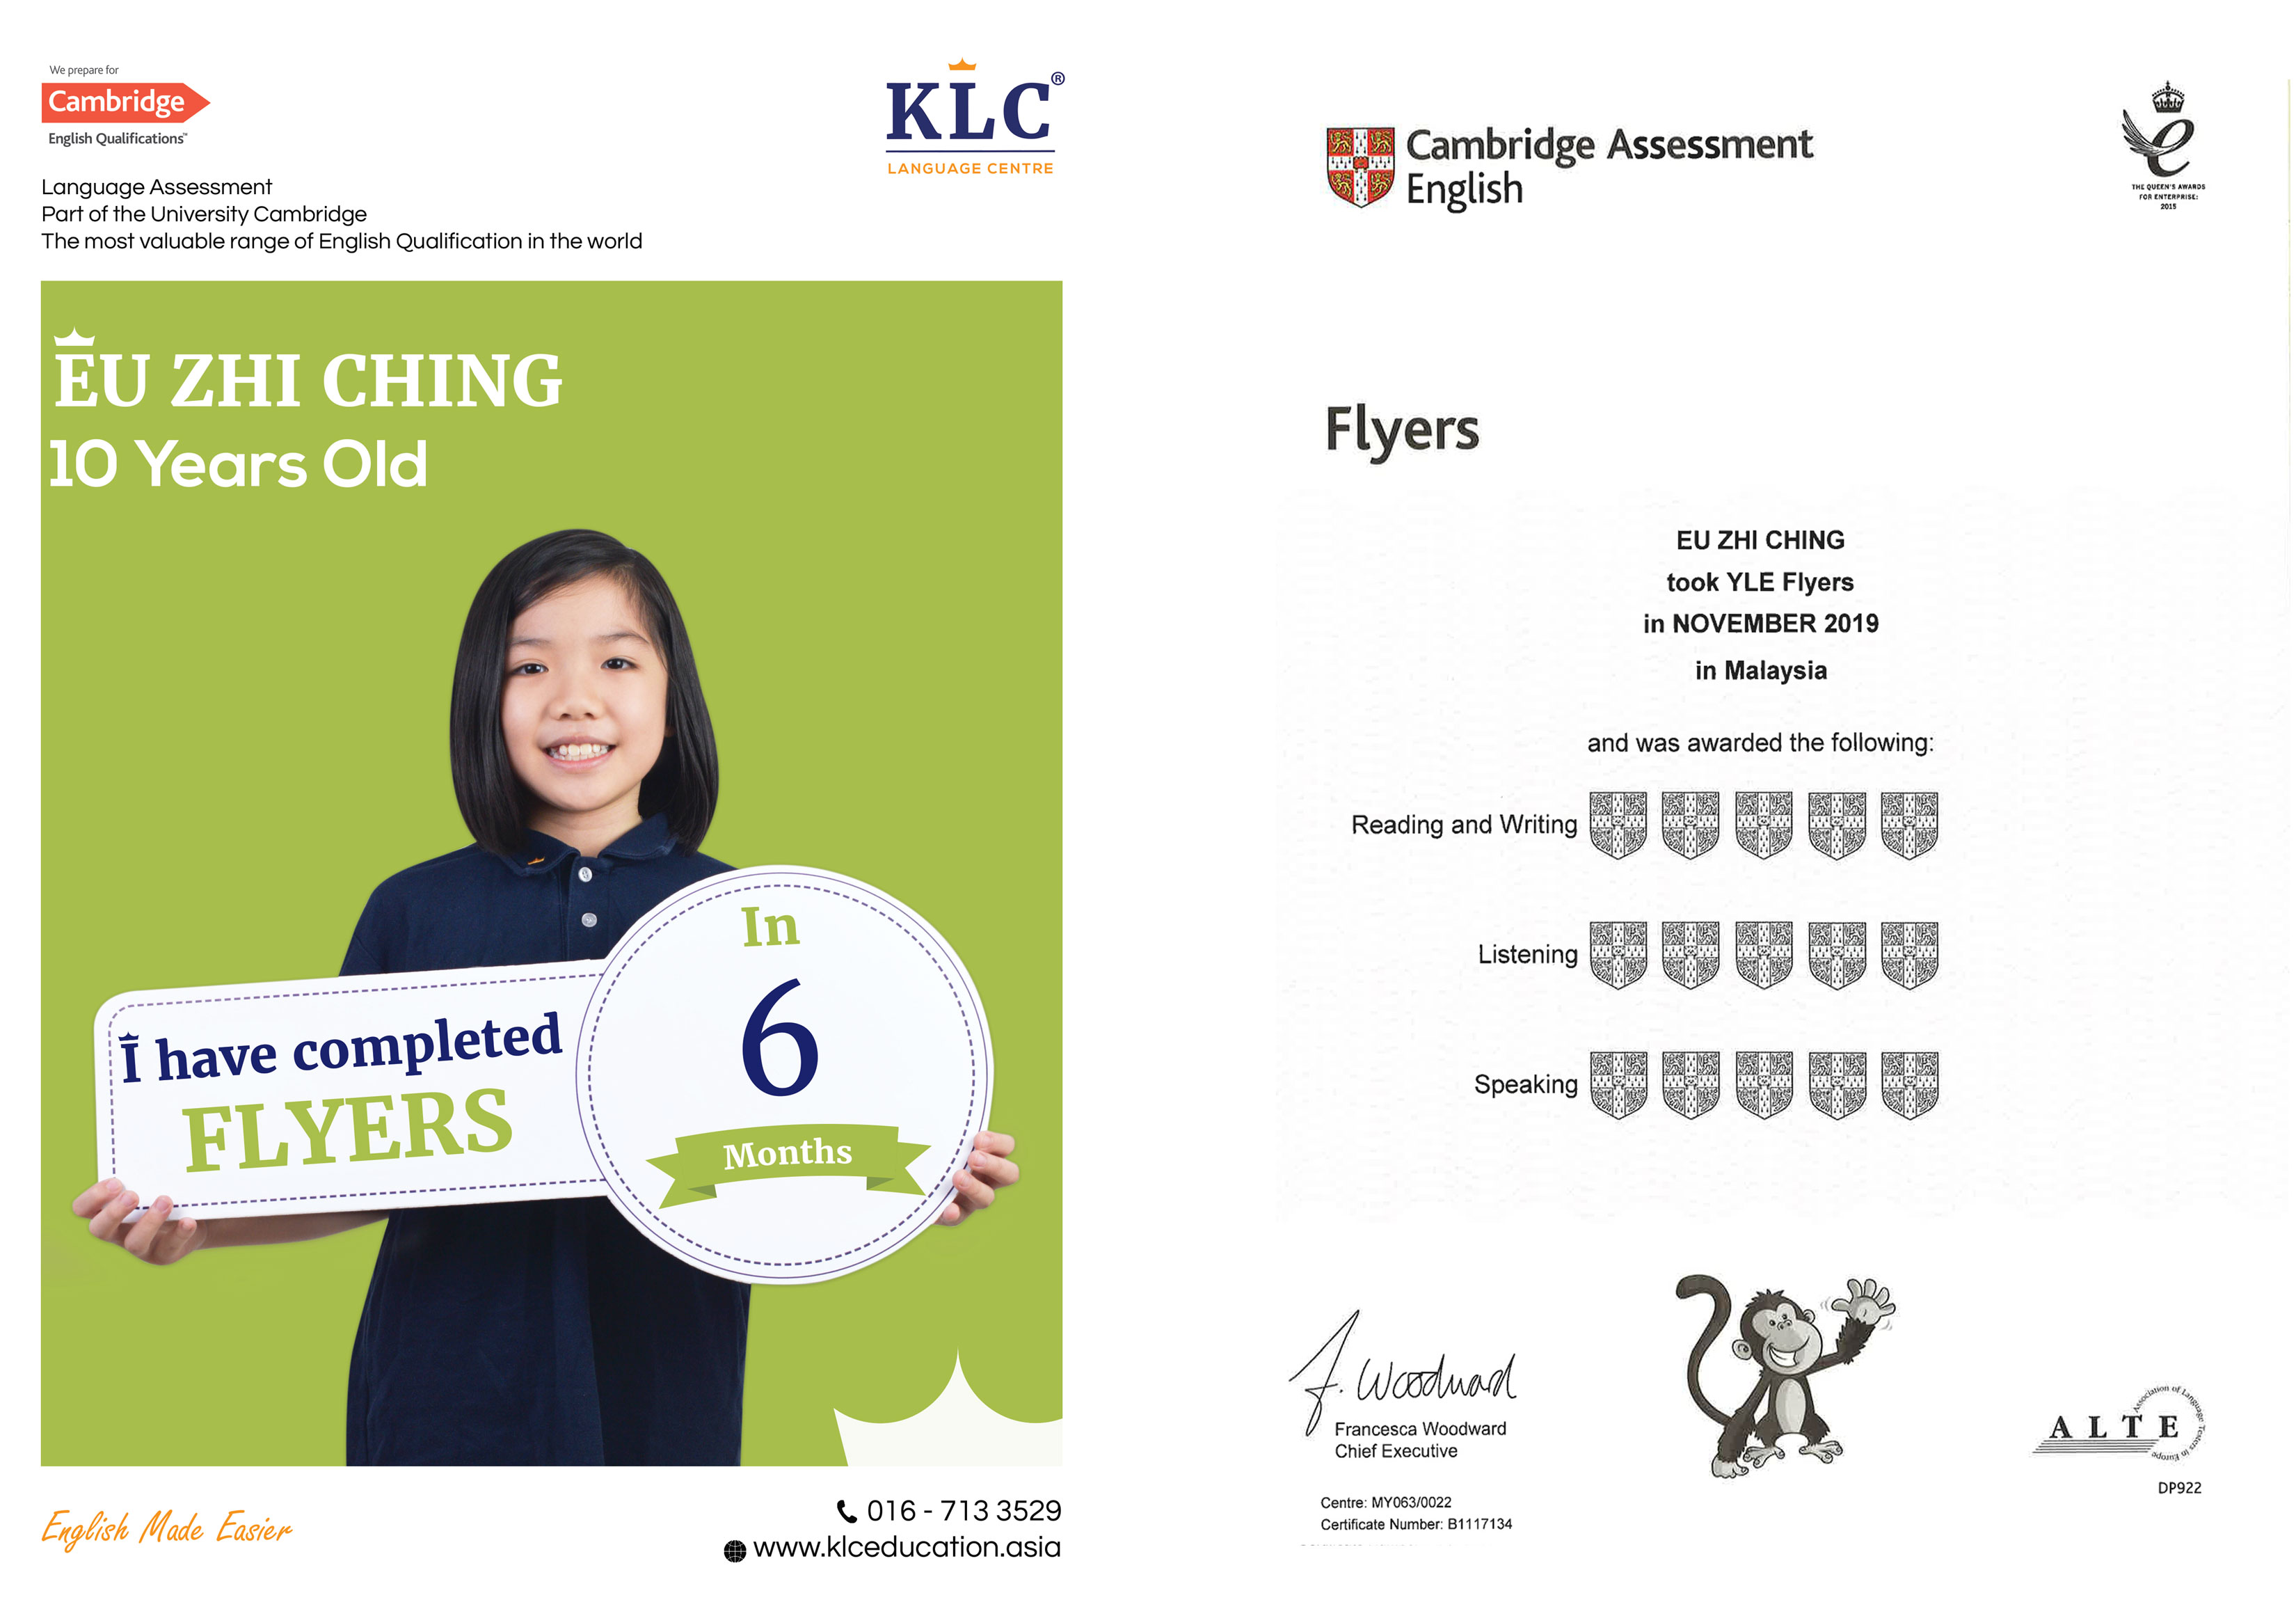 We prepare for
Cambridge
English Qualifications™
KLC®
LANGUAGE CENTRE
Language Assessment
Part of the University Cambridge
The most valuable range of English Qualification in the world
EU ZHI CHING
10 Years Old
I have completed
FLYERS
In
6
Months
English Made Easier
016 - 713 3529
www.klceducation.asia
Cambridge Assessment
English
THE QUEEN'S AWARDS
FOR ENTERPRISE:
2015
Flyers
EU ZHI CHING
took YLE Flyers
in NOVEMBER 2019
in Malaysia
and was awarded the following:
Reading and Writing
Listening
Speaking
F. Woodward
Francesca Woodward
Chief Executive
Centre: MY063/0022
Certificate Number: B1117134
ALTE
Association of Language Testers in Europe
DP922